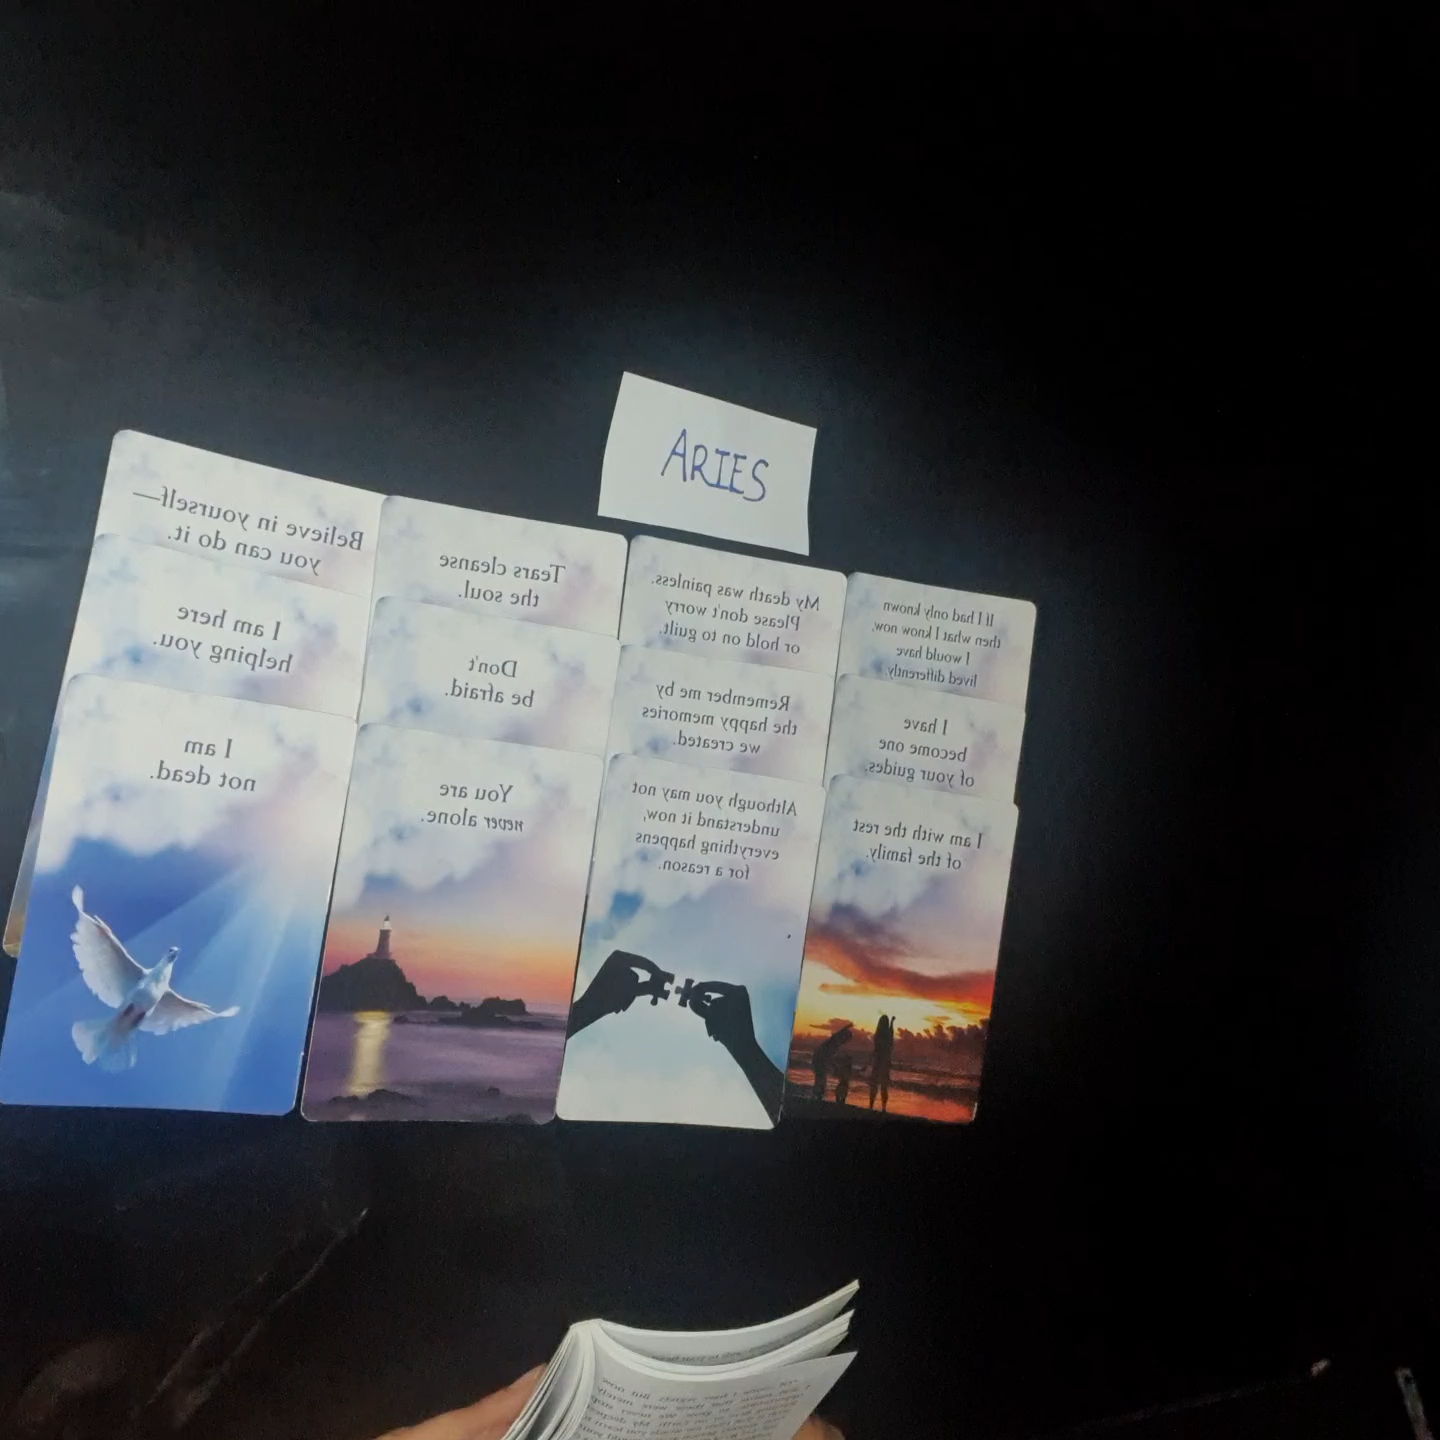 ARIES
Believe in yourself—
you can do it.
I am here
helping you.
I am
not dead.
Tears cleanse
the soul.
Don't
be afraid.
You are
never alone.
My death was painless.
Please don't worry
or hold on to guilt.
Remember me by
the happy memories
we created.
Although you may not
understand it now,
everything happens
for a reason.
If I had only known
then what I know now,
I would have
lived differently.
I have
become one
of your guides.
I am with the rest
of the family.